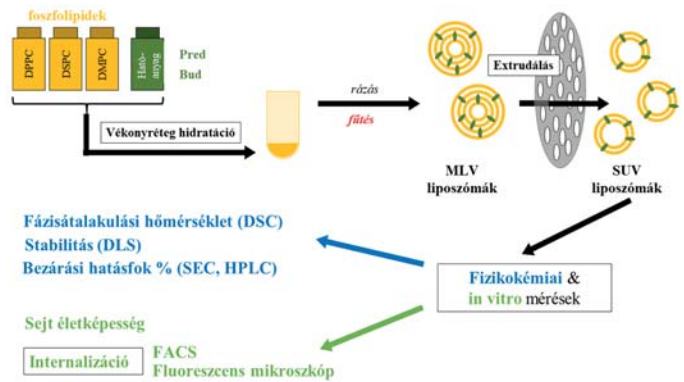 foszfolipidek
DPPC
DSPC
DMPC
Ható-
anyag
Pred
Bud
Vékonyréteg hidratáció
rázás
fűtés
Extrudálás
MLV
liposzómák
SUV
liposzómák
Fázisátalakulási hőmérséklet (DSC)
Stabilitás (DLS)
Bezárási hatásfok % (SEC, HPLC)
Fizikokémiai &
in vitro mérések
Sejt életképesség
Internalizáció
FACS
Fluoreszcens mikroszkóp